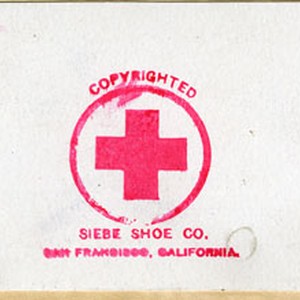 COPYRIGHTED
SIEBE SHOE CO.
SAN FRANCISCO, CALIFORNIA.